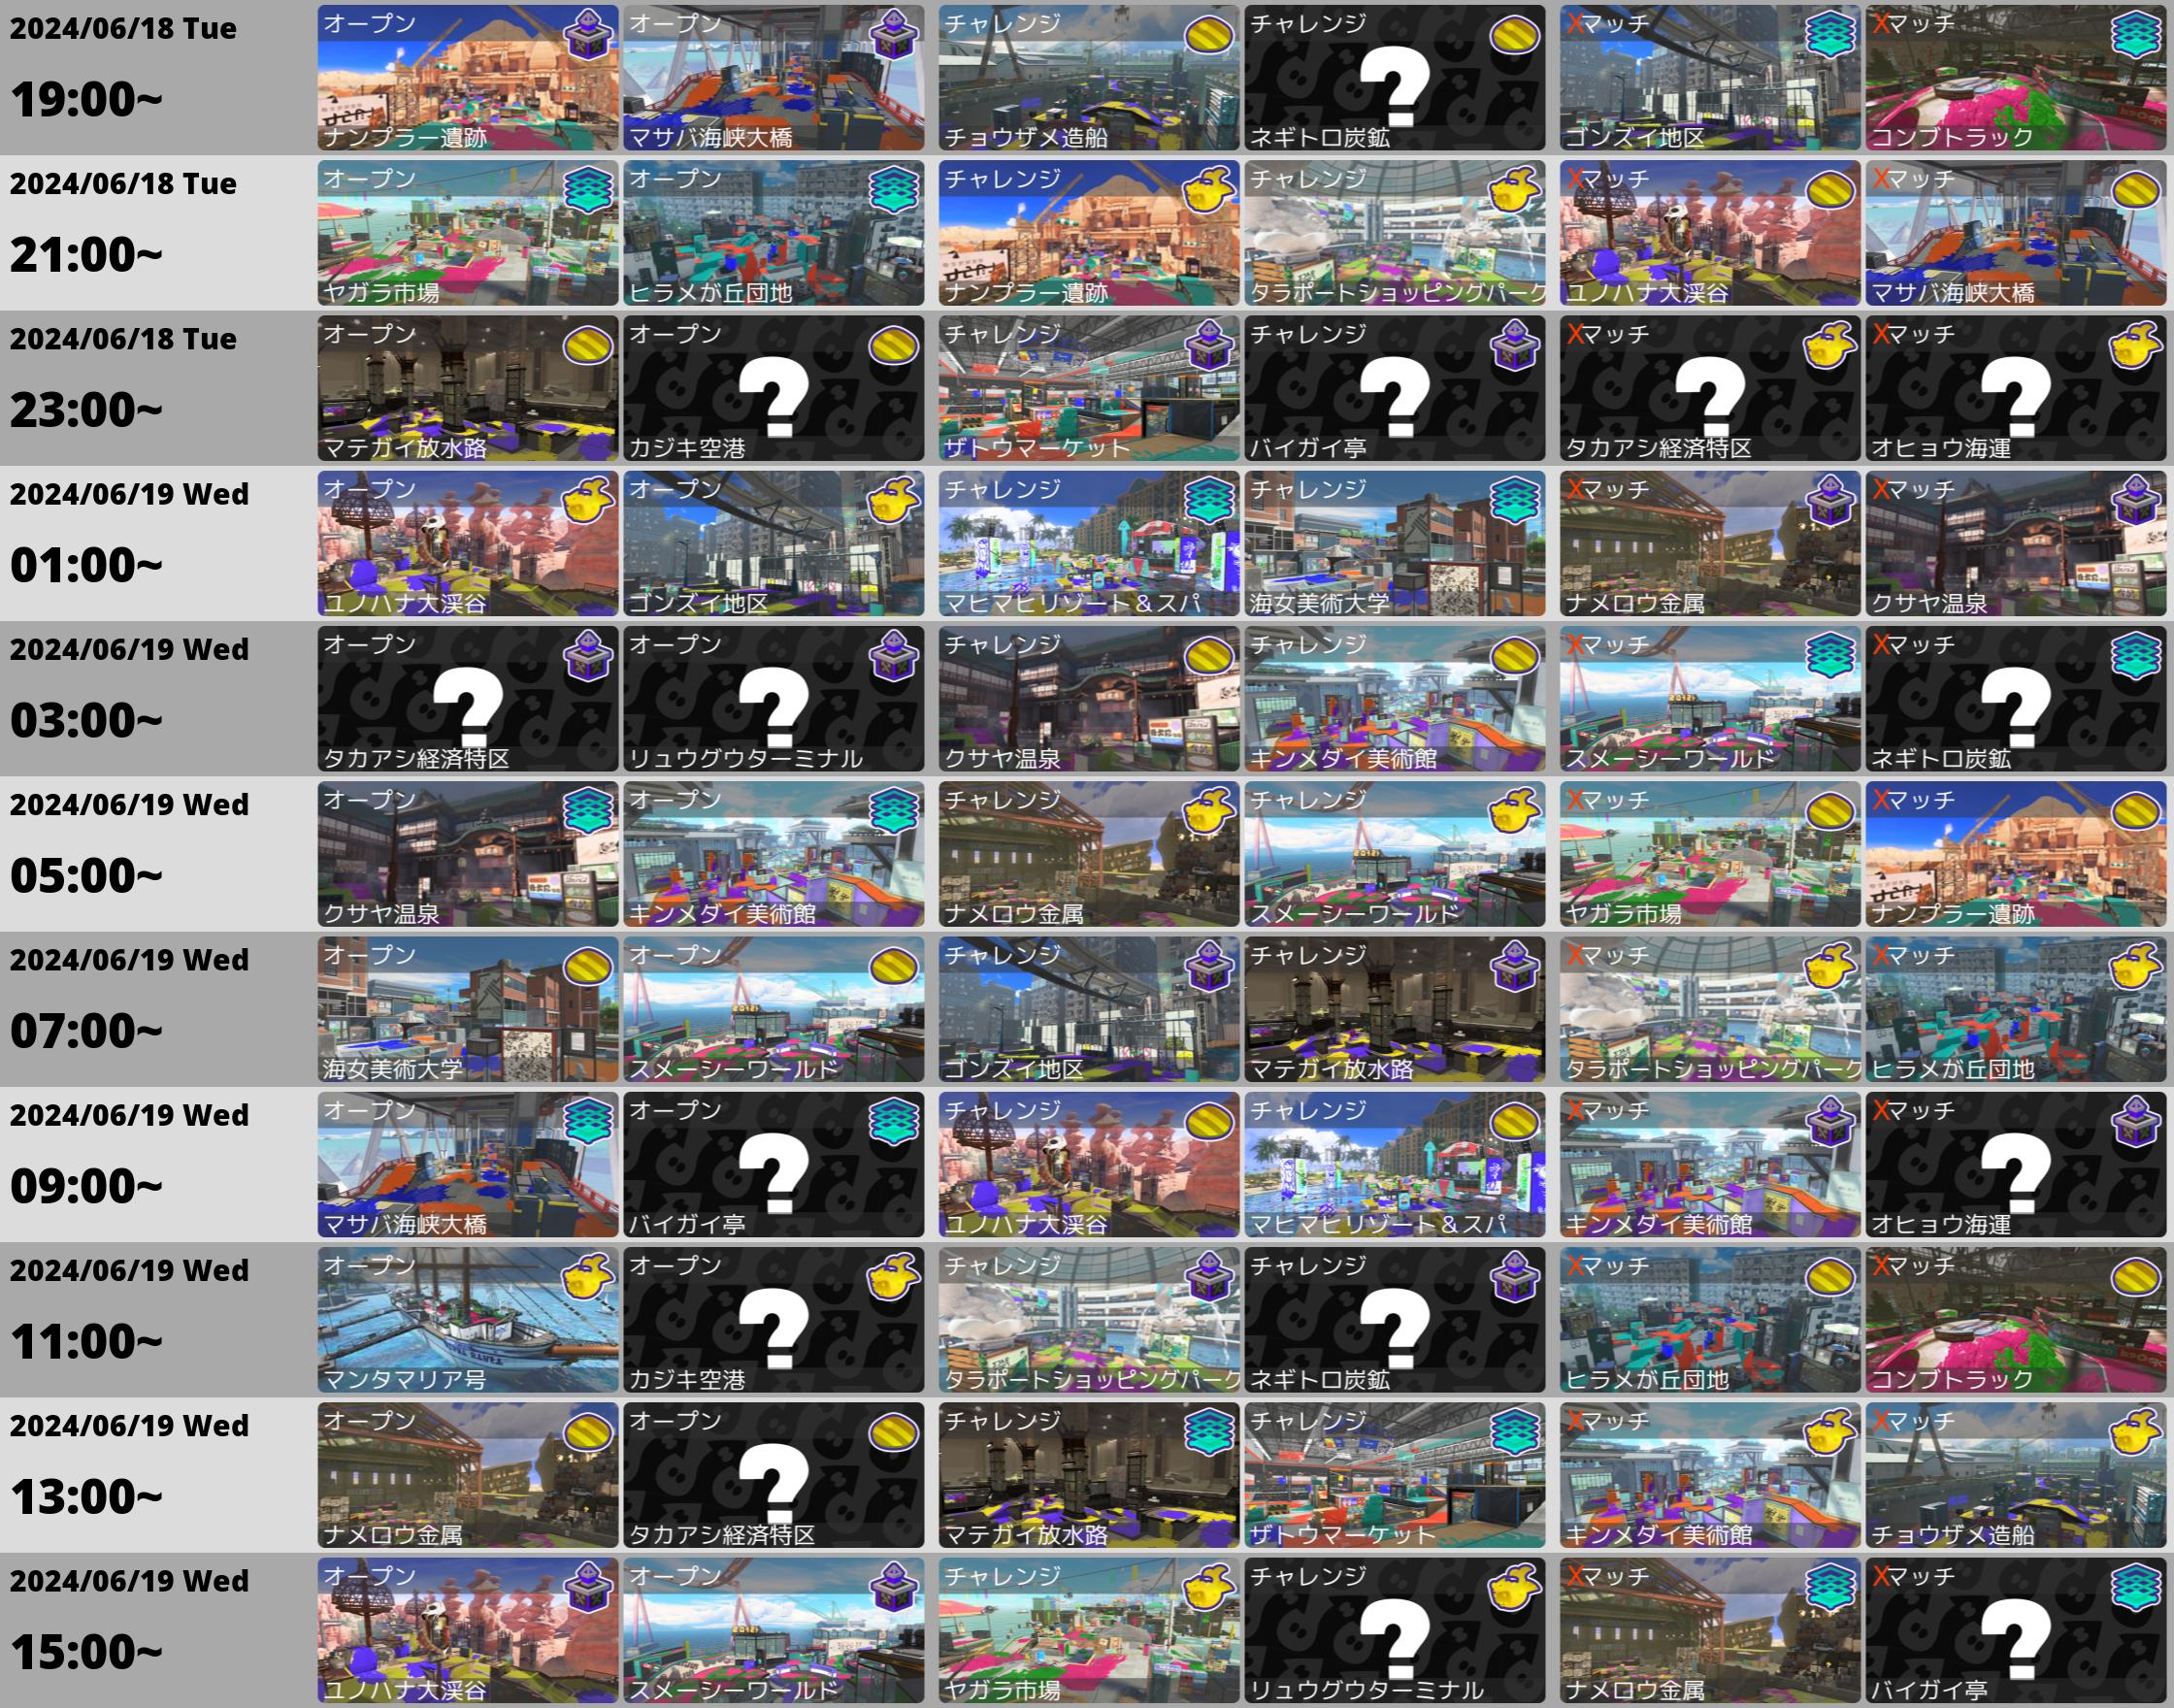 2024/06/18 Tue
19:00~
オープン
ナンプラー遺跡
オープン
マサバ海峡大橋
チャレンジ
チョウザメ造船
チャレンジ
?
ネギトロ炭鉱
Xマッチ
ゴンズイ地区
Xマッチ
コンブトラック
2024/06/18 Tue
21:00~
オープン
ヤガラ市場
オープン
ヒラメが丘団地
チャレンジ
ナンプラー遺跡
チャレンジ
タラポートショッピングパーク
Xマッチ
ユノハナ大渓谷
Xマッチ
マサバ海峡大橋
2024/06/18 Tue
23:00~
オープン
マテガイ放水路
オープン
?
カジキ空港
チャレンジ
ザトウマーケット
チャレンジ
?
バイガイ亭
Xマッチ
?
タカアシ経済特区
Xマッチ
?
オヒョウ海運
2024/06/19 Wed
01:00~
オープン
ユノハナ大渓谷
オープン
ゴンズイ地区
チャレンジ
マヒマヒリゾート&スパ
チャレンジ
海女美術大学
Xマッチ
ナメロウ金属
Xマッチ
クサヤ温泉
2024/06/19 Wed
03:00~
オープン
?
タカアシ経済特区
オープン
?
リュウグウターミナル
チャレンジ
クサヤ温泉
チャレンジ
キンメダイ美術館
Xマッチ
スメーシーワールド
Xマッチ
?
ネギトロ炭鉱
2024/06/19 Wed
05:00~
オープン
クサヤ温泉
オープン
キンメダイ美術館
チャレンジ
ナメロウ金属
チャレンジ
スメーシーワールド
Xマッチ
ヤガラ市場
Xマッチ
ナンプラー遺跡
2024/06/19 Wed
07:00~
オープン
海女美術大学
オープン
スメーシーワールド
チャレンジ
ゴンズイ地区
チャレンジ
マテガイ放水路
Xマッチ
タラポートショッピングパーク
Xマッチ
ヒラメが丘団地
2024/06/19 Wed
09:00~
オープン
マサバ海峡大橋
オープン
?
バイガイ亭
チャレンジ
ユノハナ大渓谷
チャレンジ
マヒマヒリゾート&スパ
Xマッチ
キンメダイ美術館
Xマッチ
?
オヒョウ海運
2024/06/19 Wed
11:00~
オープン
マンタマリア号
オープン
?
カジキ空港
チャレンジ
タラポートショッピングパーク
チャレンジ
?
ネギトロ炭鉱
Xマッチ
ヒラメが丘団地
Xマッチ
コンブトラック
2024/06/19 Wed
13:00~
オープン
ナメロウ金属
オープン
?
タカアシ経済特区
チャレンジ
マテガイ放水路
チャレンジ
ザトウマーケット
Xマッチ
キンメダイ美術館
Xマッチ
チョウザメ造船
2024/06/19 Wed
15:00~
オープン
ユノハナ大渓谷
オープン
スメーシーワールド
チャレンジ
ヤガラ市場
チャレンジ
?
リュウグウターミナル
Xマッチ
ナメロウ金属
Xマッチ
?
バイガイ亭